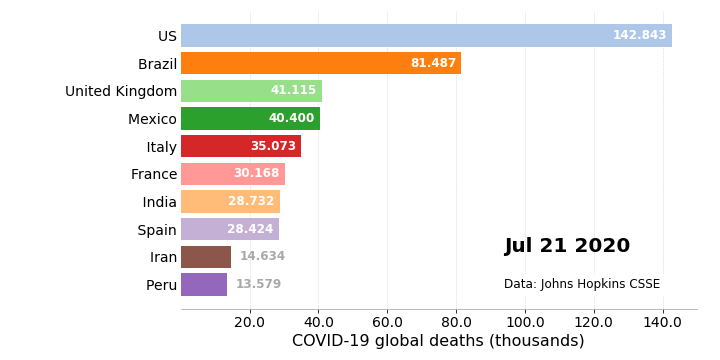 US 142.843
Brazil 81.487
United Kingdom 41.115
Mexico 40.400
Italy 35.073
France 30.168
India 28.732
Spain 28.424
Jul 21 2020
Iran 14.634
Peru 13.579
Data: Johns Hopkins CSSE
20.0 40.0 60.0 80.0 100.0 120.0 140.0
COVID-19 global deaths (thousands)